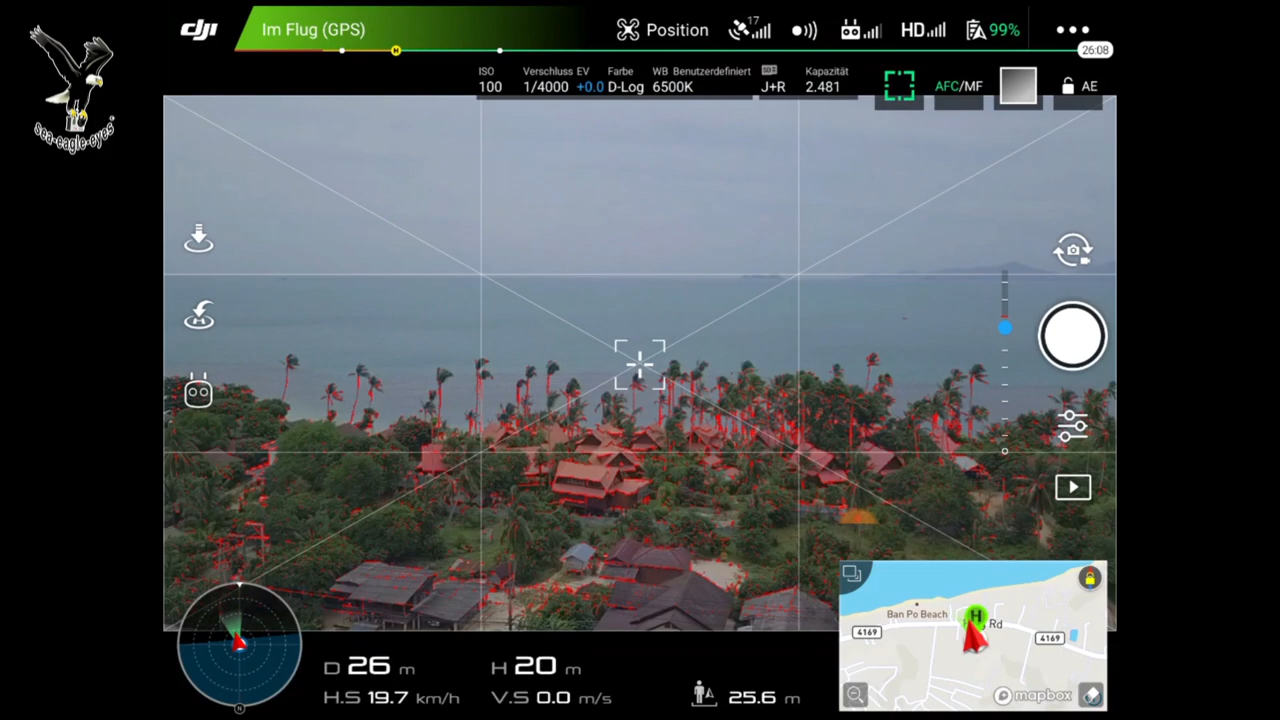 dji
Im Flug (GPS)
Position
17
HD
99%
26:08
ISO
100
Verschluss
1/4000
EV
+0.0
Farbe
D-Log
WB Benutzerdefiniert
6500K
J+R
Kapazität
2.481
AFC/MF
AE
sea-eagle-eyes
H
Ban Po Beach
4169
H
Rd
4169
mapbox
N
D 26 m
H 20 m
H.S 19.7 km/h
V.S 0.0 m/s
25.6 m